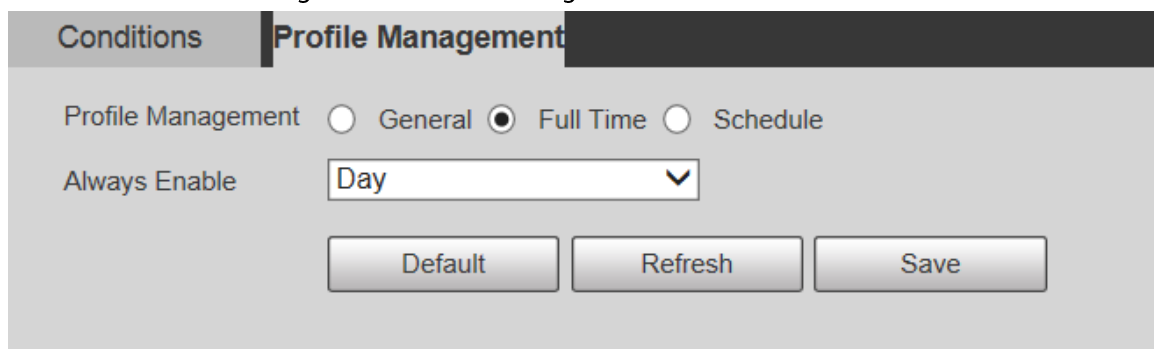 Conditions Profile Management
Profile Management General Full Time Schedule
Always Enable Day
Default Refresh Save